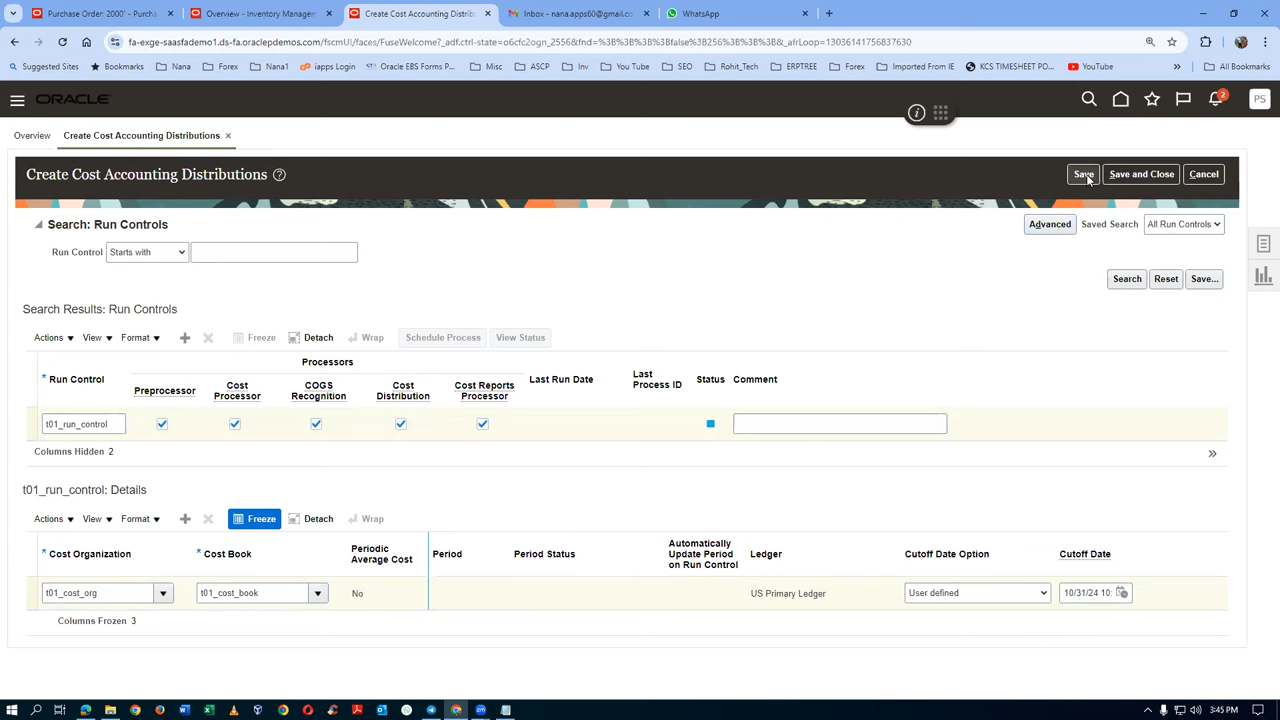 Purchase Order: 2000' - Purcha
Overview - Inventory Managem
Create Cost Accounting Distribu
Inbox - nana.apps60@gmail.co
WhatsApp
fa-exge-saasfademo1.ds-fa.oraclepdemos.com/fscmUI/faces/FuseWelcome?_adf.ctrl-state=o6cfc2ogn_2556&fnd=%3B%3B%3B%3Bfalse%3B256%3B%3B%3B&_afrLoop=13036141756837630
Suggested Sites
Bookmarks
Nana
Forex
Nana1
iapps Login
Oracle EBS Forms P...
Misc
ASCP
Inv
You Tube
SEO
Rohit_Tech
ERPTREE
Forex
Imported From IE
KCS TIMESHEET PO...
YouTube
All Bookmarks
ORACLE
2
PS
Overview
Create Cost Accounting Distributions
Create Cost Accounting Distributions
Save
Save and Close
Cancel
Search: Run Controls
Advanced
Saved Search
All Run Controls
Run Control
Starts with
Search
Reset
Save...
Search Results: Run Controls
Actions
View
Format
Freeze
Detach
Wrap
Schedule Process
View Status
* Run Control
Processors
Preprocessor
Cost Processor
COGS Recognition
Cost Distribution
Cost Reports Processor
Last Run Date
Last Process ID
Status
Comment
t01_run_control
Columns Hidden 2
t01_run_control: Details
Actions
View
Format
Freeze
Detach
Wrap
* Cost Organization
* Cost Book
Periodic Average Cost
Period
Period Status
Automatically Update Period on Run Control
Ledger
Cutoff Date Option
Cutoff Date
t01_cost_org
t01_cost_book
No
US Primary Ledger
User defined
10/31/24 10:
Columns Frozen 3
3:45 PM